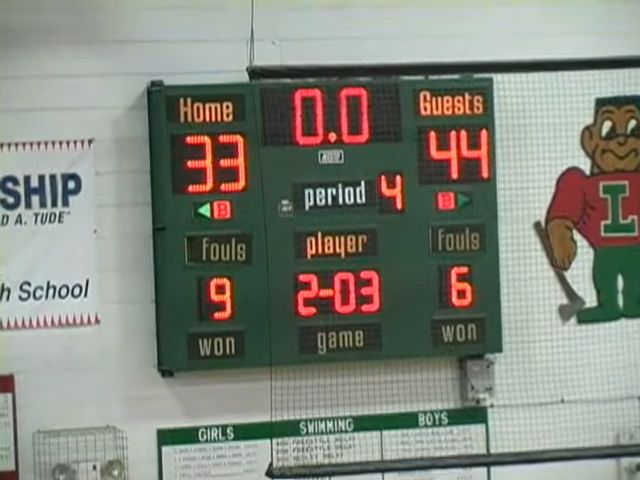 Home 0.0 Guests
33 44
B period 4 B
fouls player fouls
9 2-03 6
won game won
SHIP
D A. TUDE
h School
L
GIRLS SWIMMING BOYS